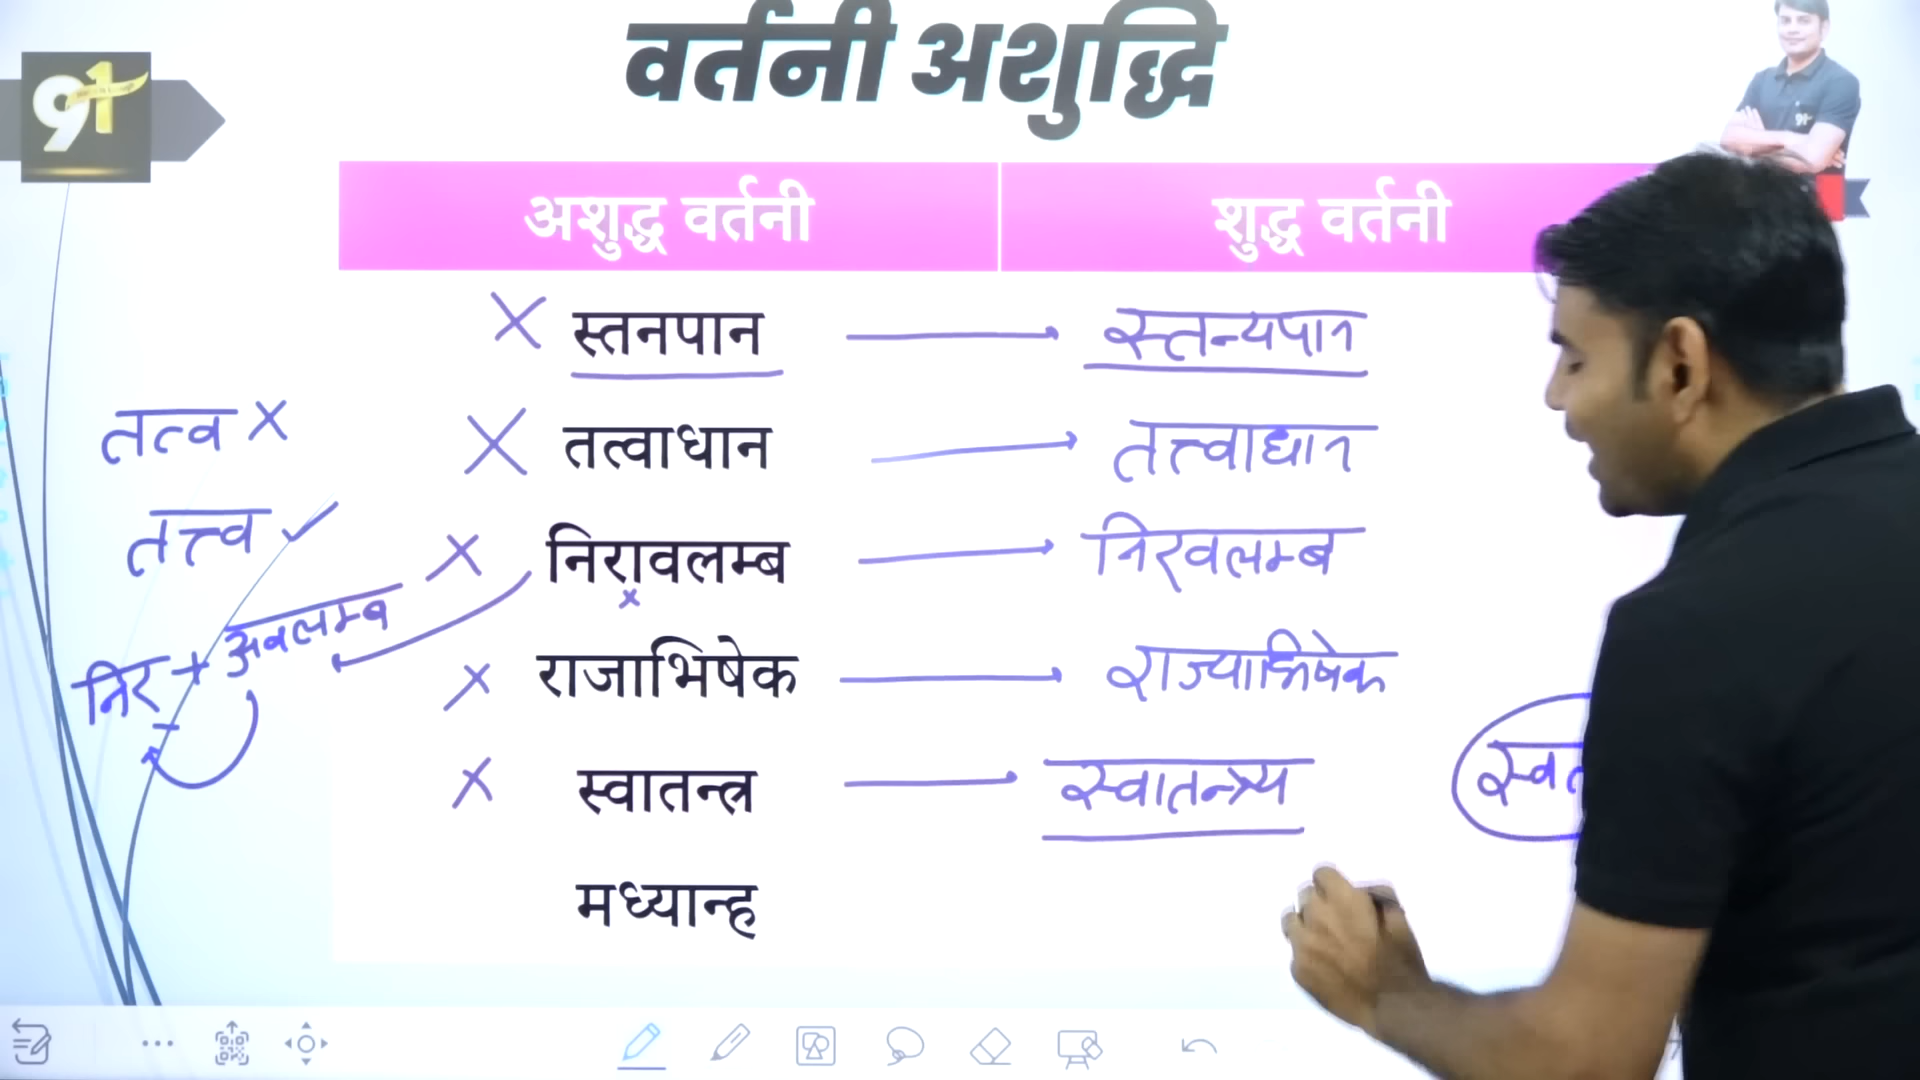 वर्तनी अशुद्धि
91
अशुद्ध वर्तनी शुद्ध वर्तनी
स्तनपान स्तन्यपान
तत्व तत्वाधान तत्त्वाधान
तत्त्व
निरावलम्ब निरवलम्ब
निर + अवलम्ब
राजाभिषेक राज्याभिषेक
स्वातन्त्र स्वातन्त्र्य
मध्यान्ह